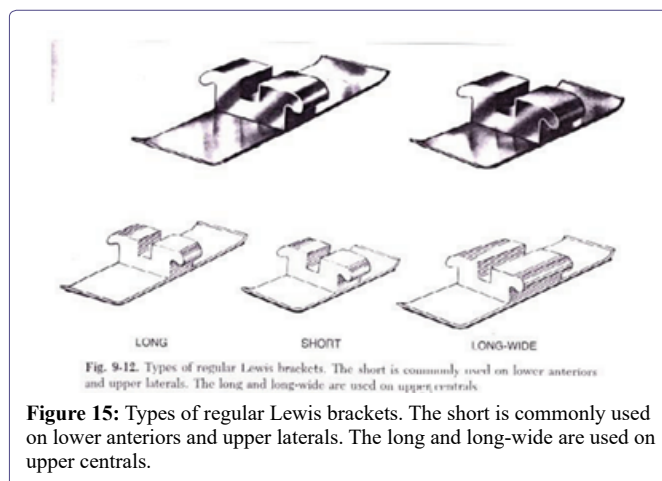 LONG SHORT LONG-WIDE
Fig. 9-12. Types of regular Lewis brackets. The short is commonly used on lower anteriors
and upper laterals. The long and long-wide are used on upper centrals
Figure 15: Types of regular Lewis brackets. The short is commonly used
on lower anteriors and upper laterals. The long and long-wide are used on
upper centrals.